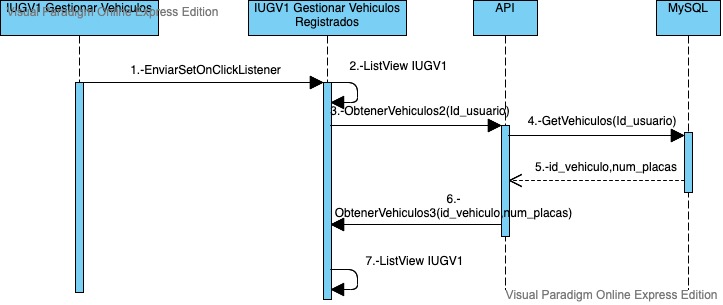 IUGV1 Gestionar Vehículos
Visual Paradigm Online Express Edition
IUGV1 Gestionar Vehiculos
Registrados
API
MySQL
1.-EnviarSetOnClickListener
2.-ListView IUGV1
3.-ObtenerVehiculos2(Id_usuario)
4.-GetVehiculos(Id_usuario)
5.-id_vehiculo,num_placas
6.-
ObtenerVehiculos3(id_vehiculo,num_placas)
7.-ListView IUGV1
Visual Paradigm Online Express Edition